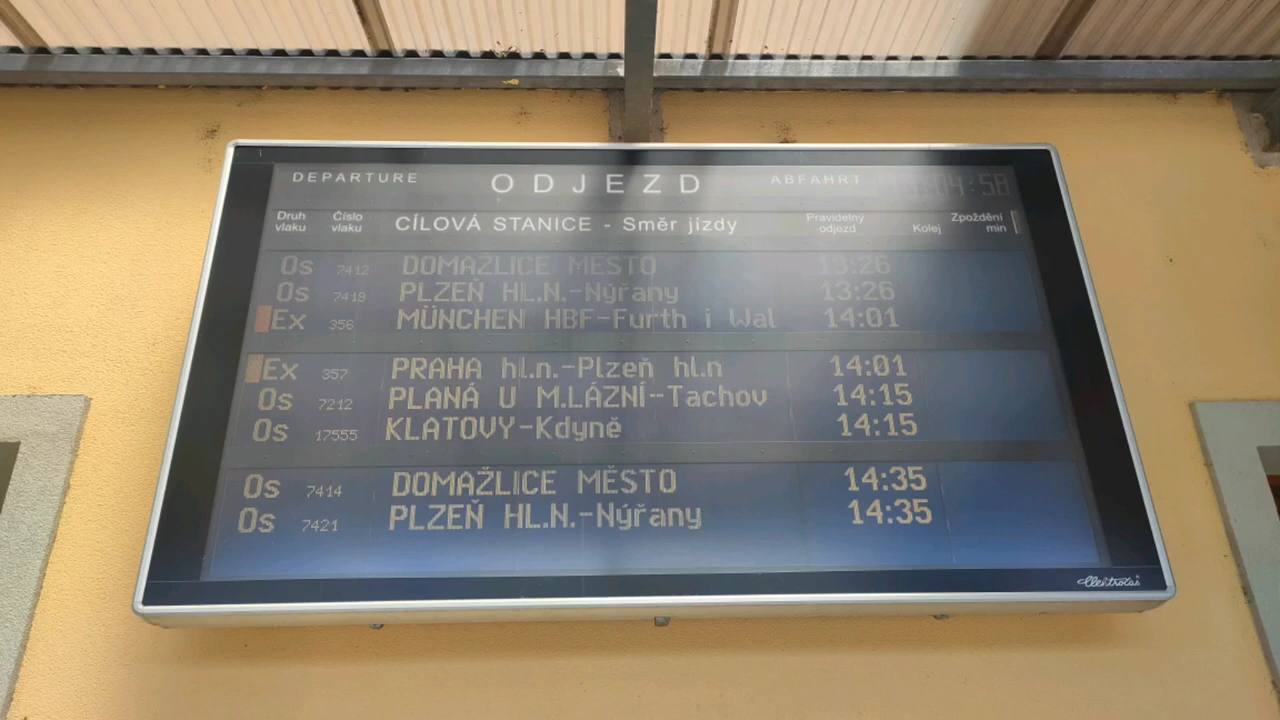 DEPARTURE ODJEZD ABFAHRT :04:58
Druh vlaku Číslo vlaku CÍLOVÁ STANICE - Směr jízdy Pravidelný odjezd Kolej Zpoždění min
Os 7412 DOMAŽLICE MĚSTO 13:26
Os 7419 PLZEŇ HL.N.-Nýřany 13:26
Ex 356 MÜNCHEN HBF-Furth i Wal 14:01
Ex 357 PRAHA hl.n.-Plzeň hl.n 14:01
Os 7212 PLANÁ U M.LÁZNÍ-Tachov 14:15
Os 17555 KLATOVY-Kdyně 14:15
Os 7414 DOMAŽLICE MĚSTO 14:35
Os 7421 PLZEŇ HL.N.-Nýřany 14:35
elektročas